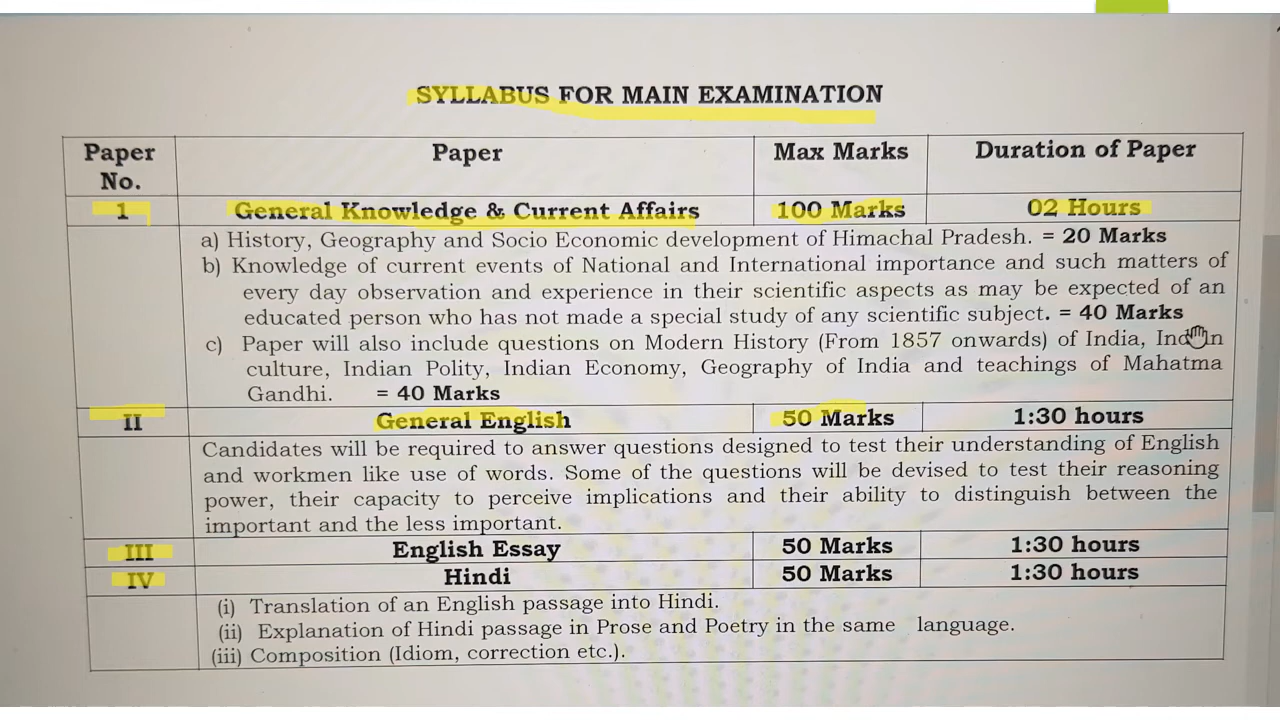 SYLLABUS FOR MAIN EXAMINATION
Paper No. Paper Max Marks Duration of Paper
1 General Knowledge & Current Affairs 100 Marks 02 Hours
a) History, Geography and Socio Economic development of Himachal Pradesh. = 20 Marks
b) Knowledge of current events of National and International importance and such matters of
every day observation and experience in their scientific aspects as may be expected of an
educated person who has not made a special study of any scientific subject. = 40 Marks
c) Paper will also include questions on Modern History (From 1857 onwards) of India, Indian
culture, Indian Polity, Indian Economy, Geography of India and teachings of Mahatma
Gandhi. = 40 Marks
II General English 50 Marks 1:30 hours
Candidates will be required to answer questions designed to test their understanding of English
and workmen like use of words. Some of the questions will be devised to test their reasoning
power, their capacity to perceive implications and their ability to distinguish between the
important and the less important.
III English Essay 50 Marks 1:30 hours
IV Hindi 50 Marks 1:30 hours
(i) Translation of an English passage into Hindi.
(ii) Explanation of Hindi passage in Prose and Poetry in the same language.
(iii) Composition (Idiom, correction etc.).